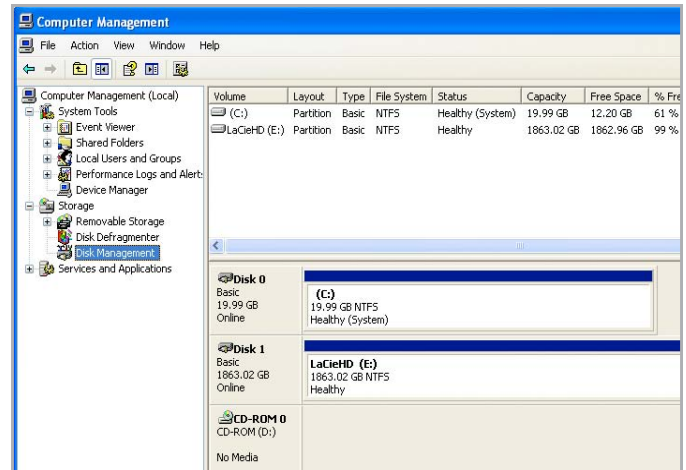 Computer Management
File Action View Window Help
Computer Management (Local)
System Tools
Event Viewer
Shared Folders
Local Users and Groups
Performance Logs and Alert
Device Manager
Storage
Removable Storage
Disk Defragmenter
Disk Management
Services and Applications
Volume Layout Type File System Status Capacity Free Space % Fre
(C:) Partition Basic NTFS Healthy (System) 19.99 GB 12.20 GB 61 %
LaCieHD (E:) Partition Basic NTFS Healthy 1863.02 GB 1862.96 GB 99 %
Disk 0
Basic
19.99 GB
Online
(C:)
19.99 GB NTFS
Healthy (System)
Disk 1
Basic
1863.02 GB
Online
LaCieHD (E:)
1863.02 GB NTFS
Healthy
CD-ROM 0
CD-ROM (D:)
No Media